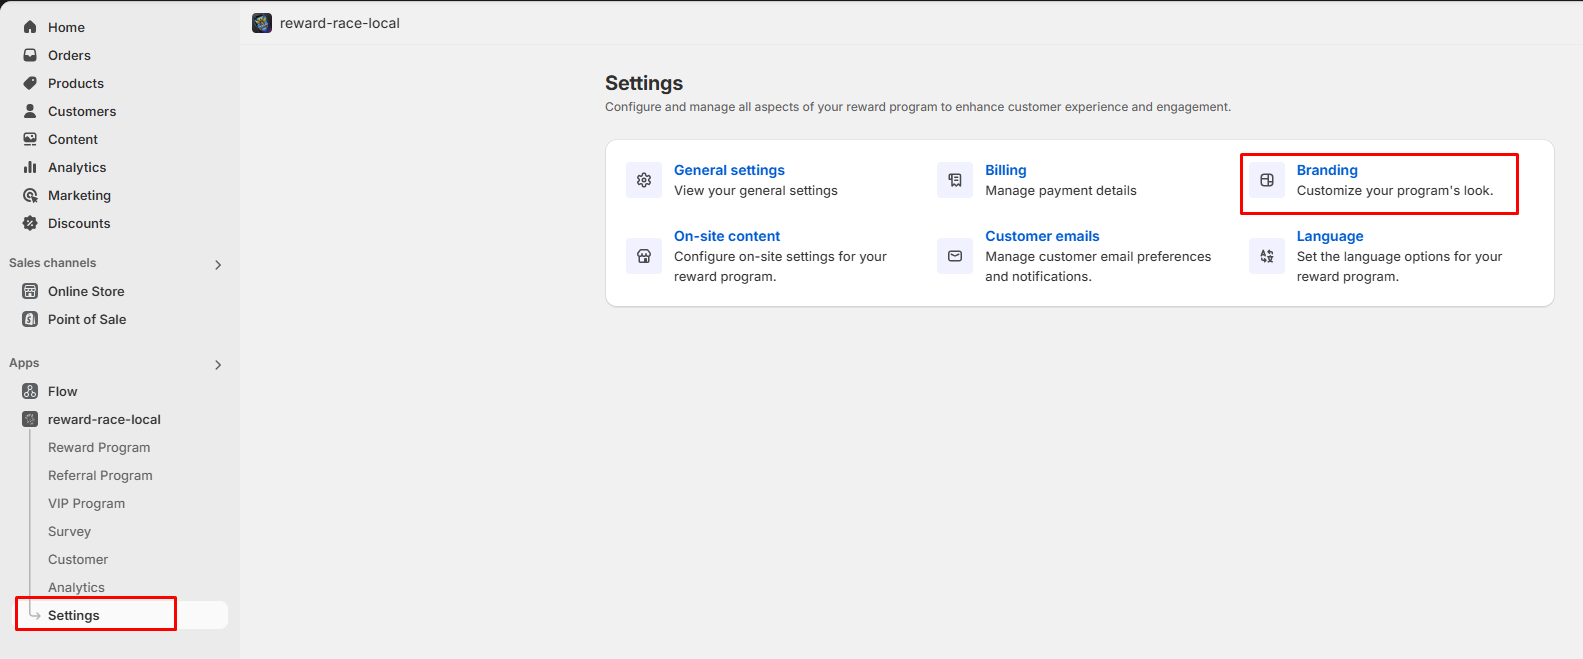 Home
Orders
Products
Customers
Content
Analytics
Marketing
Discounts
Sales channels
Online Store
Point of Sale
Apps
Flow
reward-race-local
Reward Program
Referral Program
VIP Program
Survey
Customer
Analytics
Settings
reward-race-local
Settings
Configure and manage all aspects of your reward program to enhance customer experience and engagement.
General settings
View your general settings
Billing
Manage payment details
Branding
Customize your program's look.
On-site content
Configure on-site settings for your
reward program.
Customer emails
Manage customer email preferences
and notifications.
Language
Set the language options for your
reward program.